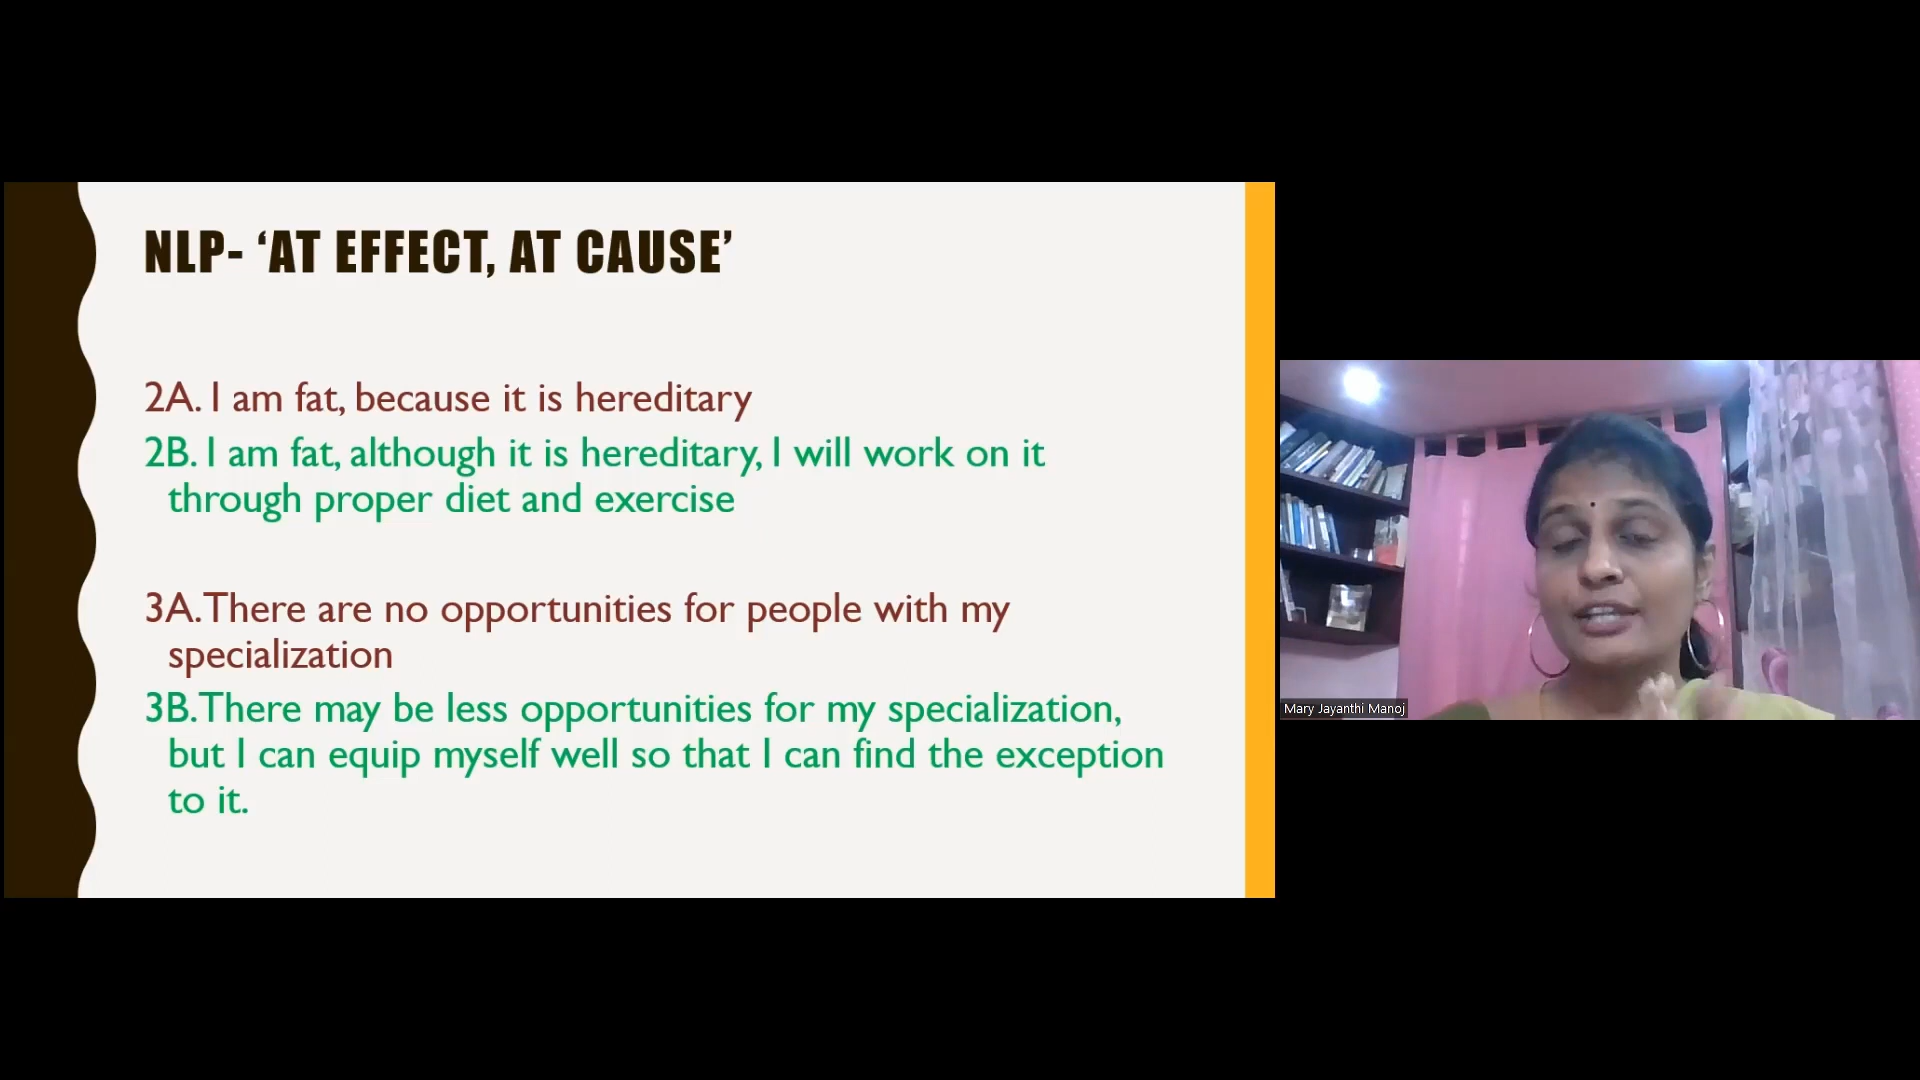 NLP- ‘AT EFFECT, AT CAUSE’
2A. I am fat, because it is hereditary
2B. I am fat, although it is hereditary, I will work on it
through proper diet and exercise
3A. There are no opportunities for people with my
specialization
3B. There may be less opportunities for my specialization,
but I can equip myself well so that I can find the exception
to it.
Mary Jayanthi Manoj